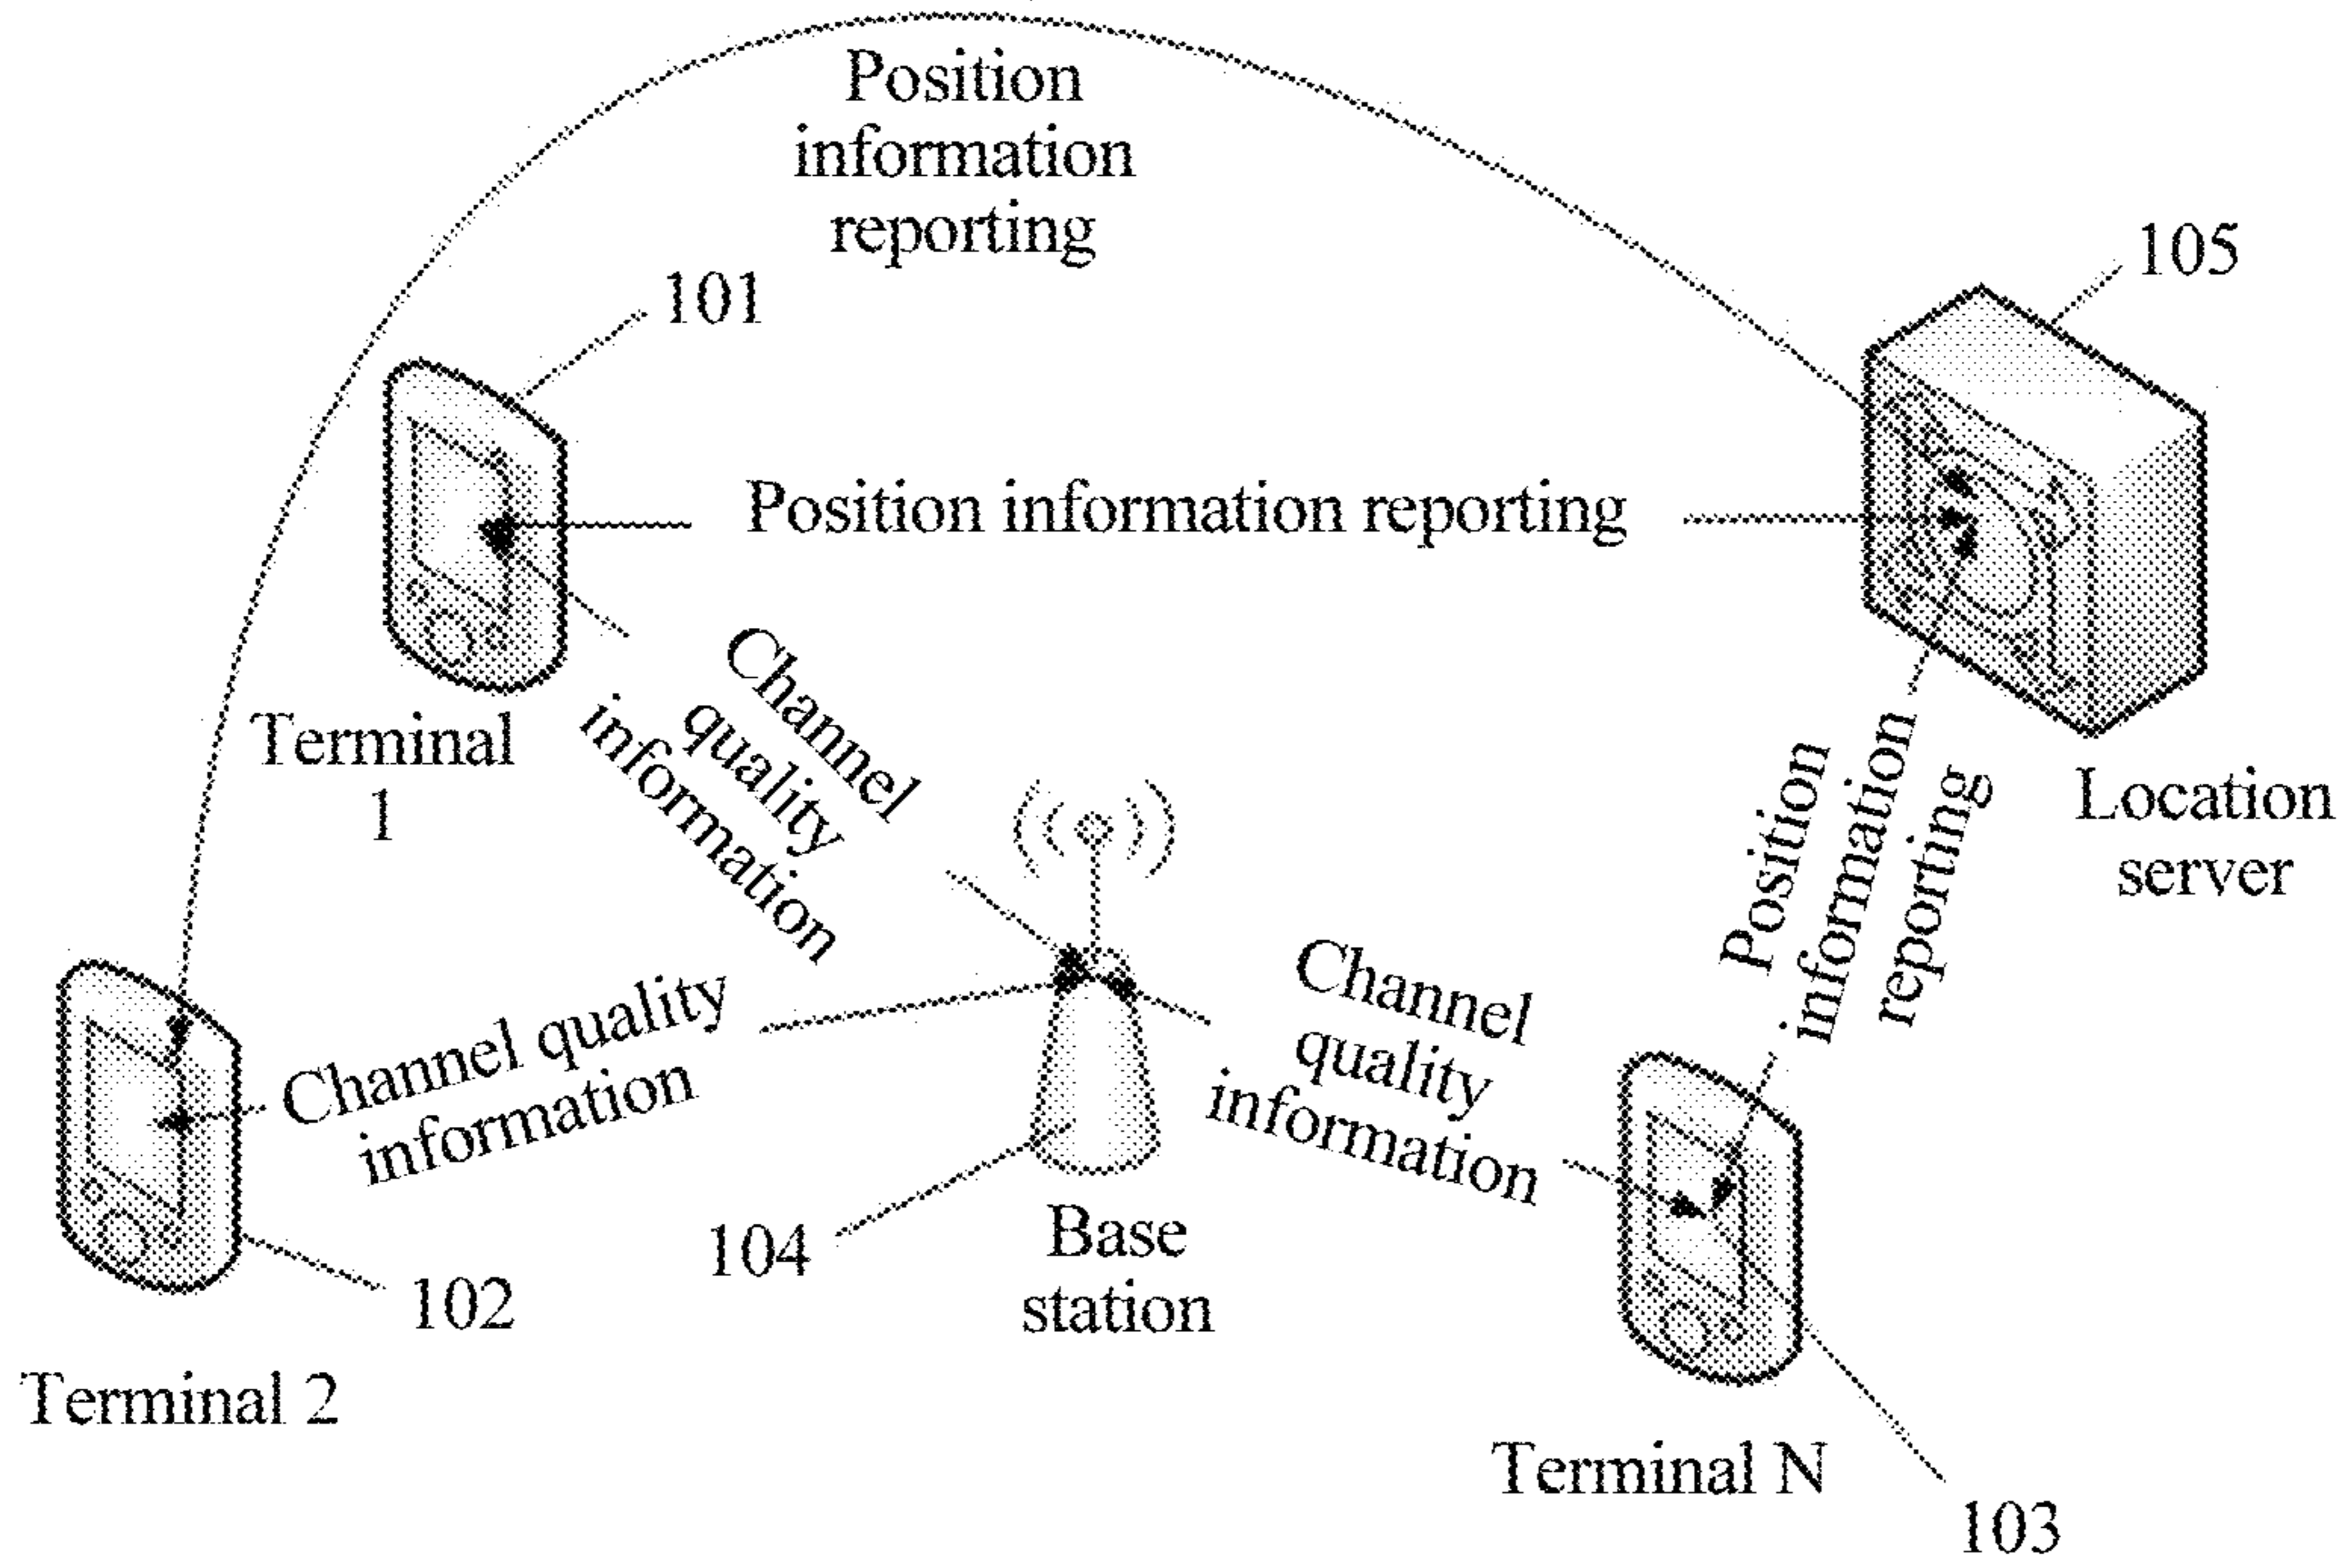 Position
information
reporting
105
101
Position information reporting
Channel
quality
information
Terminal
1
Position
information
reporting
Location
server
Channel quality
information
Channel
quality
information
104
Base
station
102
Terminal 2
Terminal N
103